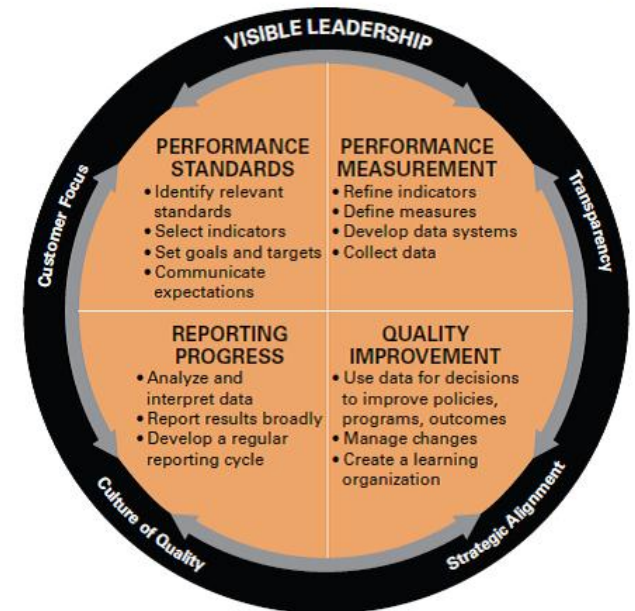 VISIBLE LEADERSHIP
Customer Focus
Transparency
PERFORMANCE
STANDARDS
• Identify relevant
standards
• Select indicators
• Set goals and targets
• Communicate
expectations
PERFORMANCE
MEASUREMENT
• Refine indicators
• Define measures
• Develop data systems
• Collect data
REPORTING
PROGRESS
• Analyze and
interpret data
• Report results broadly
• Develop a regular
reporting cycle
QUALITY
IMPROVEMENT
• Use data for decisions
to improve policies,
programs, outcomes
• Manage changes
• Create a learning
organization
Culture of Quality
Strategic Alignment